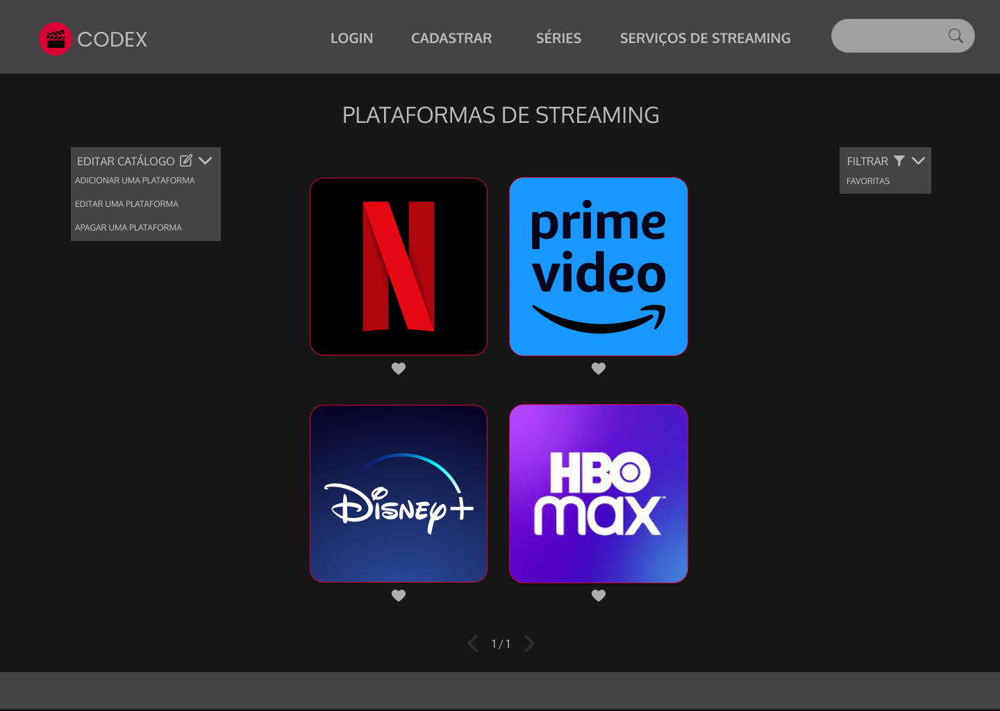 CODEX
LOGIN
CADASTRAR
SÉRIES
SERVIÇOS DE STREAMING
PLATAFORMAS DE STREAMING
EDITAR CATÁLOGO
ADICIONAR UMA PLATAFORMA
EDITAR UMA PLATAFORMA
APAGAR UMA PLATAFORMA
FILTRAR
FAVORITAS
N
prime
video
DISNEY+
HBO
max™
1 / 1